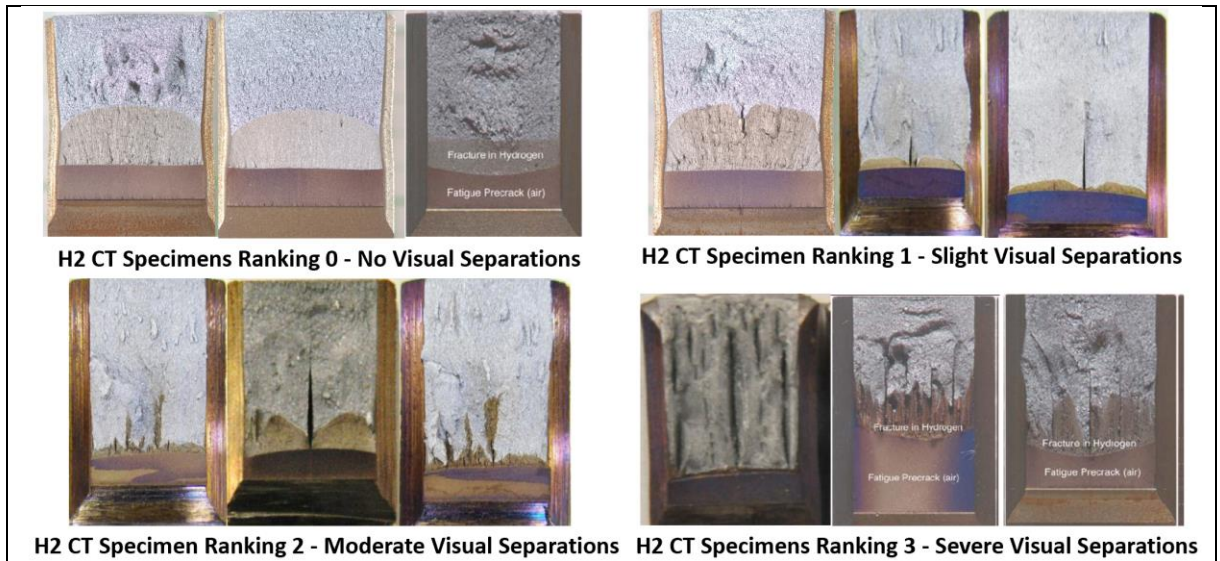 Fracture in Hydrogen
Fatigue Precrack (air)
H2 CT Specimens Ranking 0 - No Visual Separations
H2 CT Specimen Ranking 1 - Slight Visual Separations
Fracture in Hydrogen
Fatigue Precrack (air)
Fracture in Hydrogen
Fatigue Precrack (air)
H2 CT Specimen Ranking 2 - Moderate Visual Separations
H2 CT Specimens Ranking 3 - Severe Visual Separations